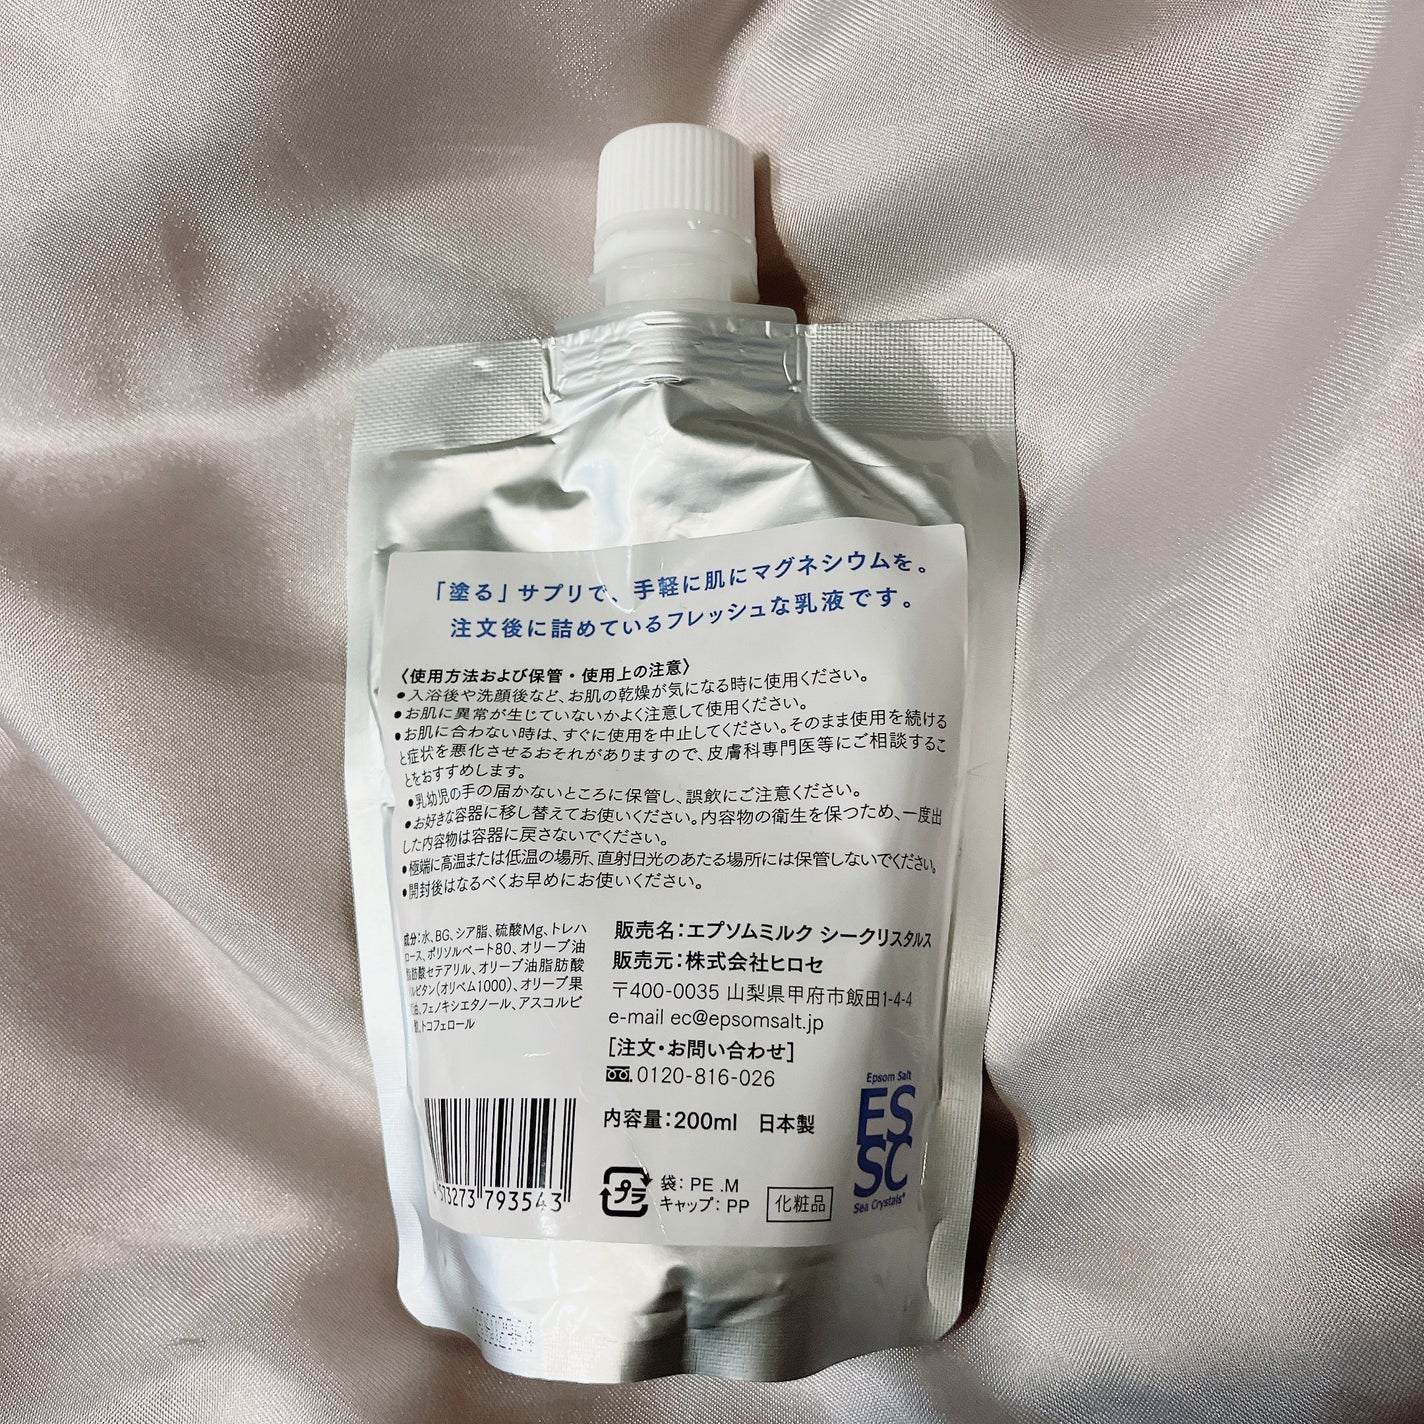 「塗る」サプリで、手軽に肌にマグネシウムを。
注文後に詰めているフレッシュな乳液です。
〈使用方法および保管・使用上の注意〉
●入浴後や洗顔後など、お肌の乾燥が気になる時に使用ください。
●お肌に異常が生じていないかよく注意して使用ください。
●お肌に合わない時は、すぐに使用を中止してください。そのまま使用を続ける
と症状を悪化させるおそれがありますので、皮膚科専門医等にご相談するこ
とをおすすめします。
●乳幼児の手の届かないところに保管し、誤飲にご注意ください。
●お好きな容器に移し替えてお使いください。内容物の衛生を保つため、一度出
した内容物は容器に戻さないでください。
●極端に高温または低温の場所、直射日光のあたる場所には保管しないでください。
●開封後はなるべくお早めにお使いください。
成分:水、BG、シア脂、硫酸Mg、トレハ
ロース、ポリソルベート80、オリーブ油
脂肪酸セテアリル、オリーブ油脂肪酸
ルビタン(オリベム1000)、オリーブ果
油、フェノキシエタノール、アスコルビ
酸、トコフェロール
販売名:エプソムミルク シークリスタルス
販売元:株式会社ヒロセ
〒400-0035 山梨県甲府市飯田1-4-4
e-mail ec@epsomsalt.jp
[注文・お問い合わせ]
0120-816-026
内容量:200ml 日本製
プラ
袋: PE .M
キャップ: PP
化粧品
Epsom Salt
ES
SC
Sea Crystals®
4 573273 793543